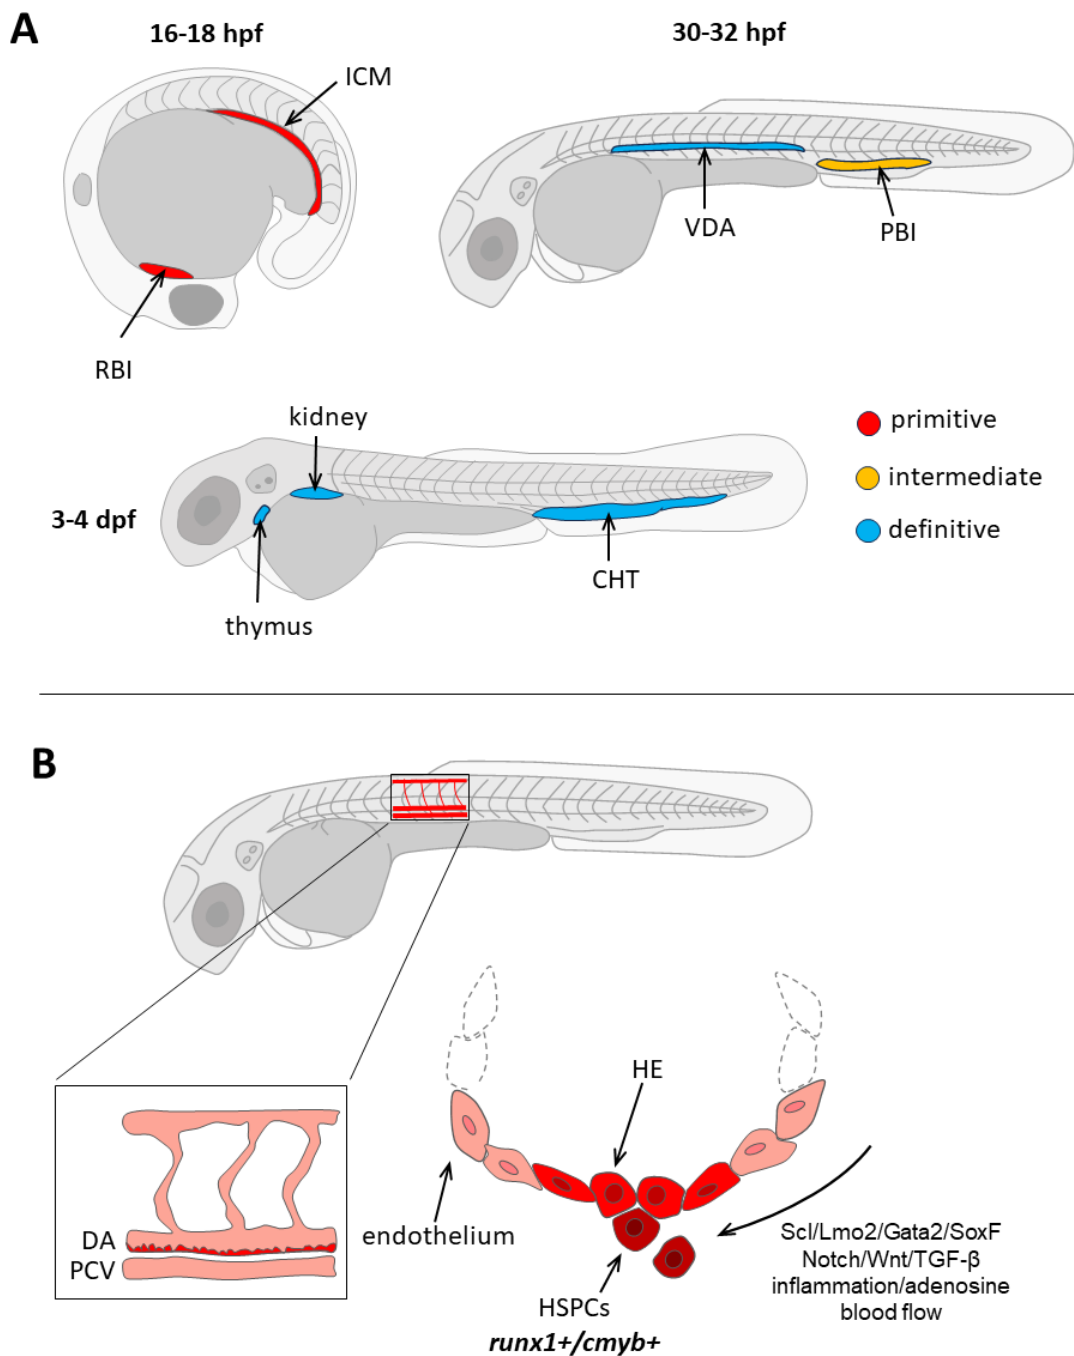 A
16-18 hpf
30-32 hpf
ICM
VDA
PBI
RBI
kidney
primitive
intermediate
definitive
3-4 dpf
CHT
thymus
B
HE
endothelium
DA
PCV
Scl/Lmo2/Gata2/SoxF
Notch/Wnt/TGF-β
inflammation/adenosine
blood flow
HSPCs
runx1+/cmyb+